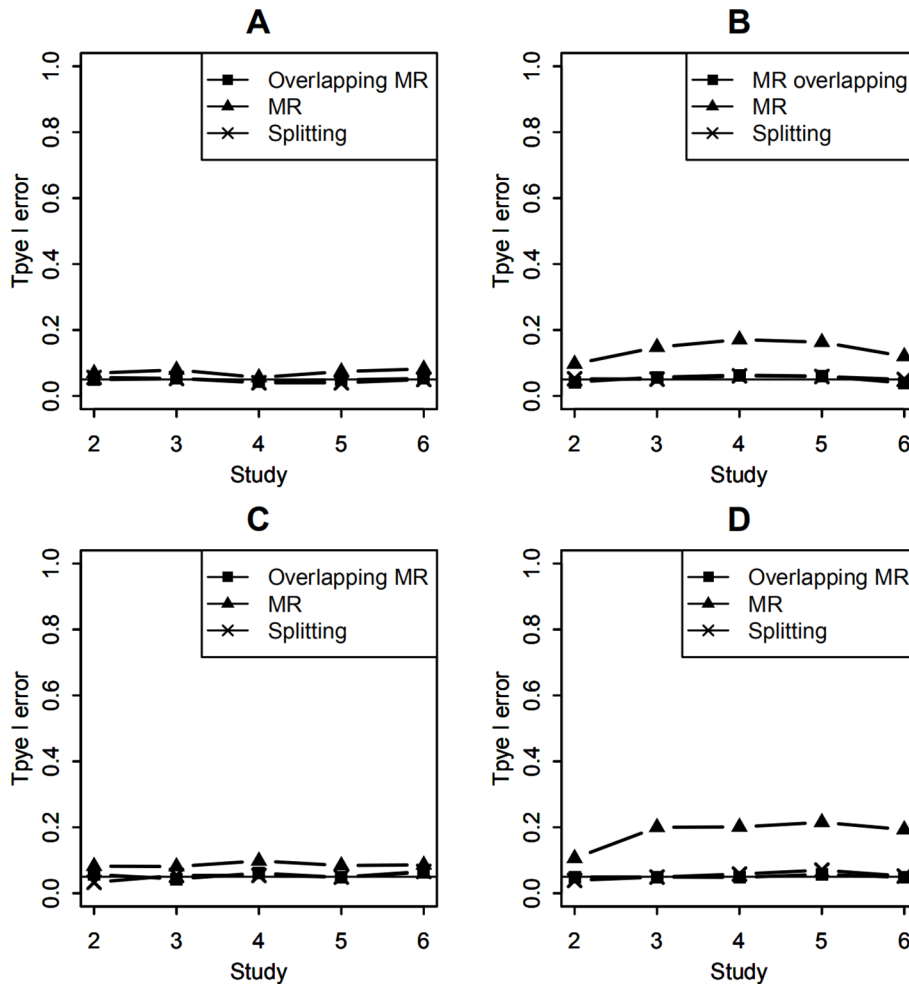 A
Overlapping MR
MR
Splitting
Tpye I error
1.0
0.8
0.6
0.4
0.2
0.0
2 3 4 5 6
Study
B
MR overlapping
MR
Splitting
Tpye I error
1.0
0.8
0.6
0.4
0.2
0.0
2 3 4 5 6
Study
C
Overlapping MR
MR
Splitting
Tpye I error
1.0
0.8
0.6
0.4
0.2
0.0
2 3 4 5 6
Study
D
Overlapping MR
MR
Splitting
Tpye I error
1.0
0.8
0.6
0.4
0.2
0.0
2 3 4 5 6
Study